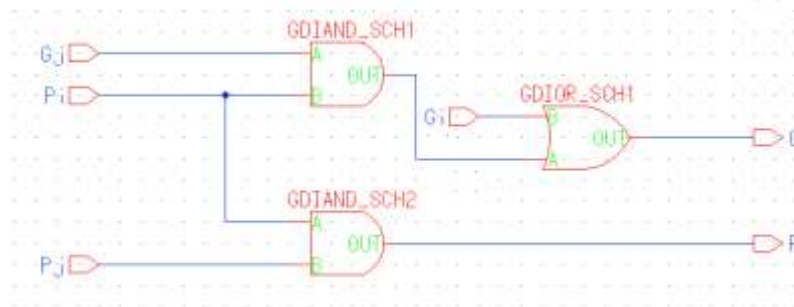 GDIAND_SCH1
Gj
A
OUT
Pi
B
GDIOR_SCH1
Gi
B
OUT
A
GDIAND_SCH2
A
OUT
Pj
B